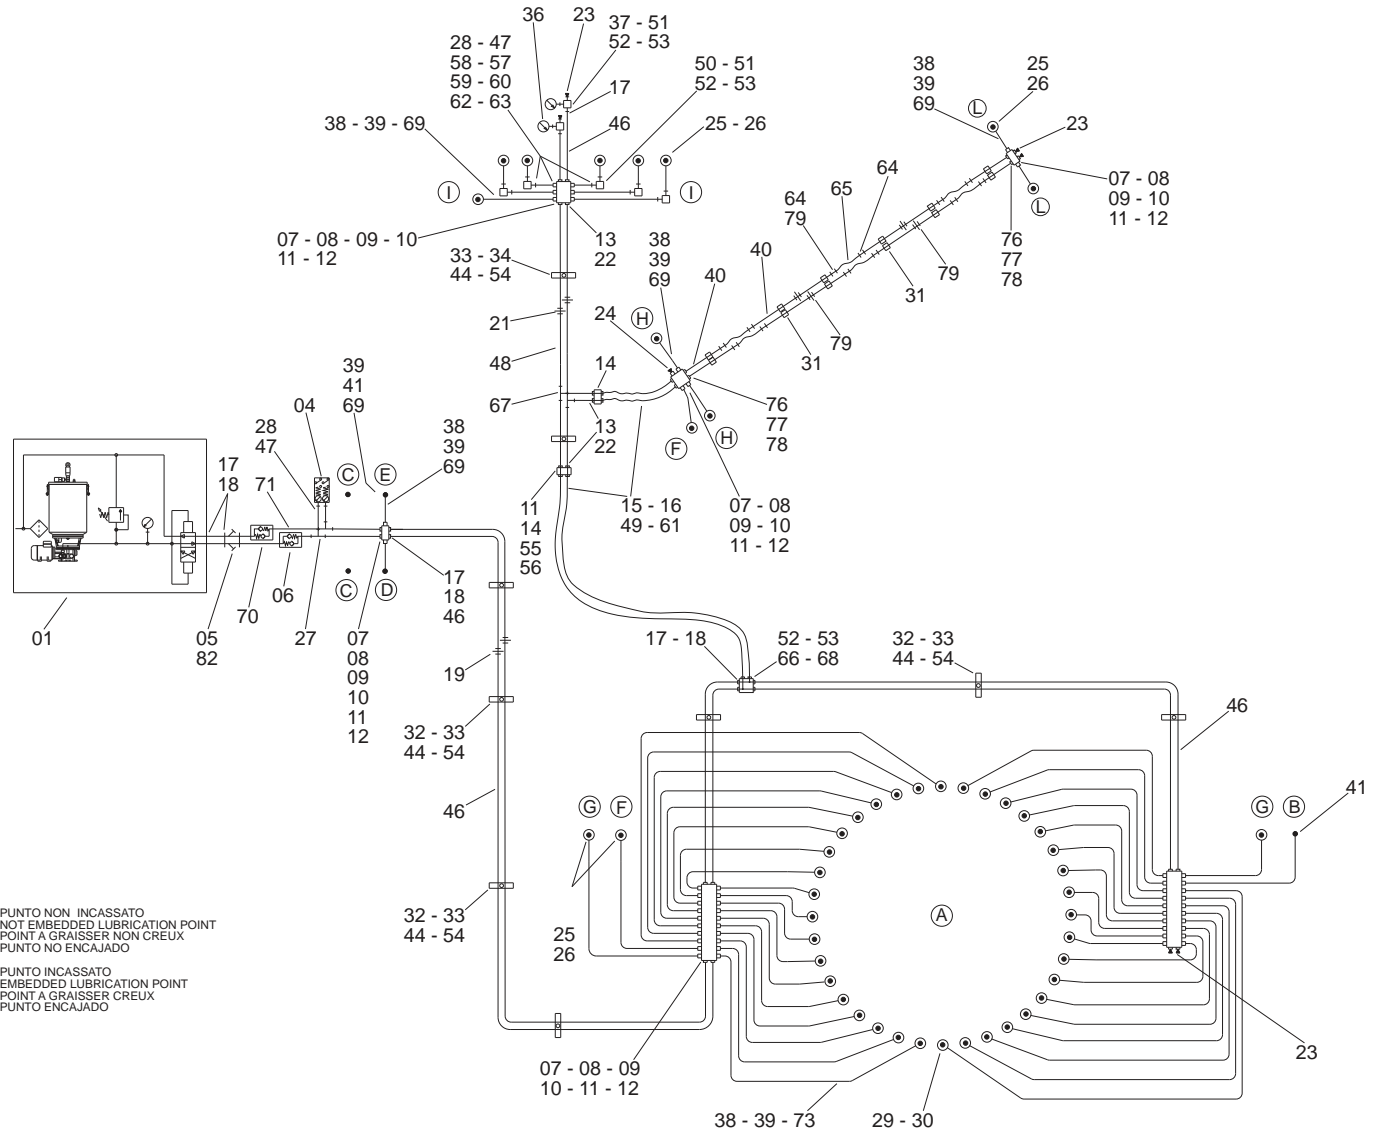 36
23
37 - 51
52 - 53
28 - 47
58 - 57
59 - 60
62 - 63
17
50 - 51
52 - 53
38 - 39 - 69
46
25 - 26
38
39
69
25
26
L
23
I
I
07 - 08
09 - 10
11 - 12
L
64
65
64
79
07 - 08 - 09 - 10
11 - 12
13
22
33 - 34
44 - 54
38
39
69
40
40
76
77
78
79
31
21
24
H
79
31
48
14
67
39
41
69
04
28
47
38
39
69
13
22
76
77
78
H
F
17
18
71
C
E
11
14
55
56
15 - 16
49 - 61
07 - 08
09 - 10
11 - 12
01
05
82
70
06
27
C
D
07
08
09
10
11
12
17
18
46
17 - 18
52 - 53
66 - 68
32 - 33
44 - 54
19
32 - 33
44 - 54
46
46
G
F
G
B
41
32 - 33
44 - 54
25
26
A
PUNTO NON INCASSATO
NOT EMBEDDED LUBRICATION POINT
POINT A GRAISSER NON CREUX
PUNTO NO ENCAJADO
PUNTO INCASSATO
EMBEDDED LUBRICATION POINT
POINT A GRAISSER CREUX
PUNTO ENCAJADO
07 - 08 - 09
10 - 11 - 12
23
38 - 39 - 73
29 - 30